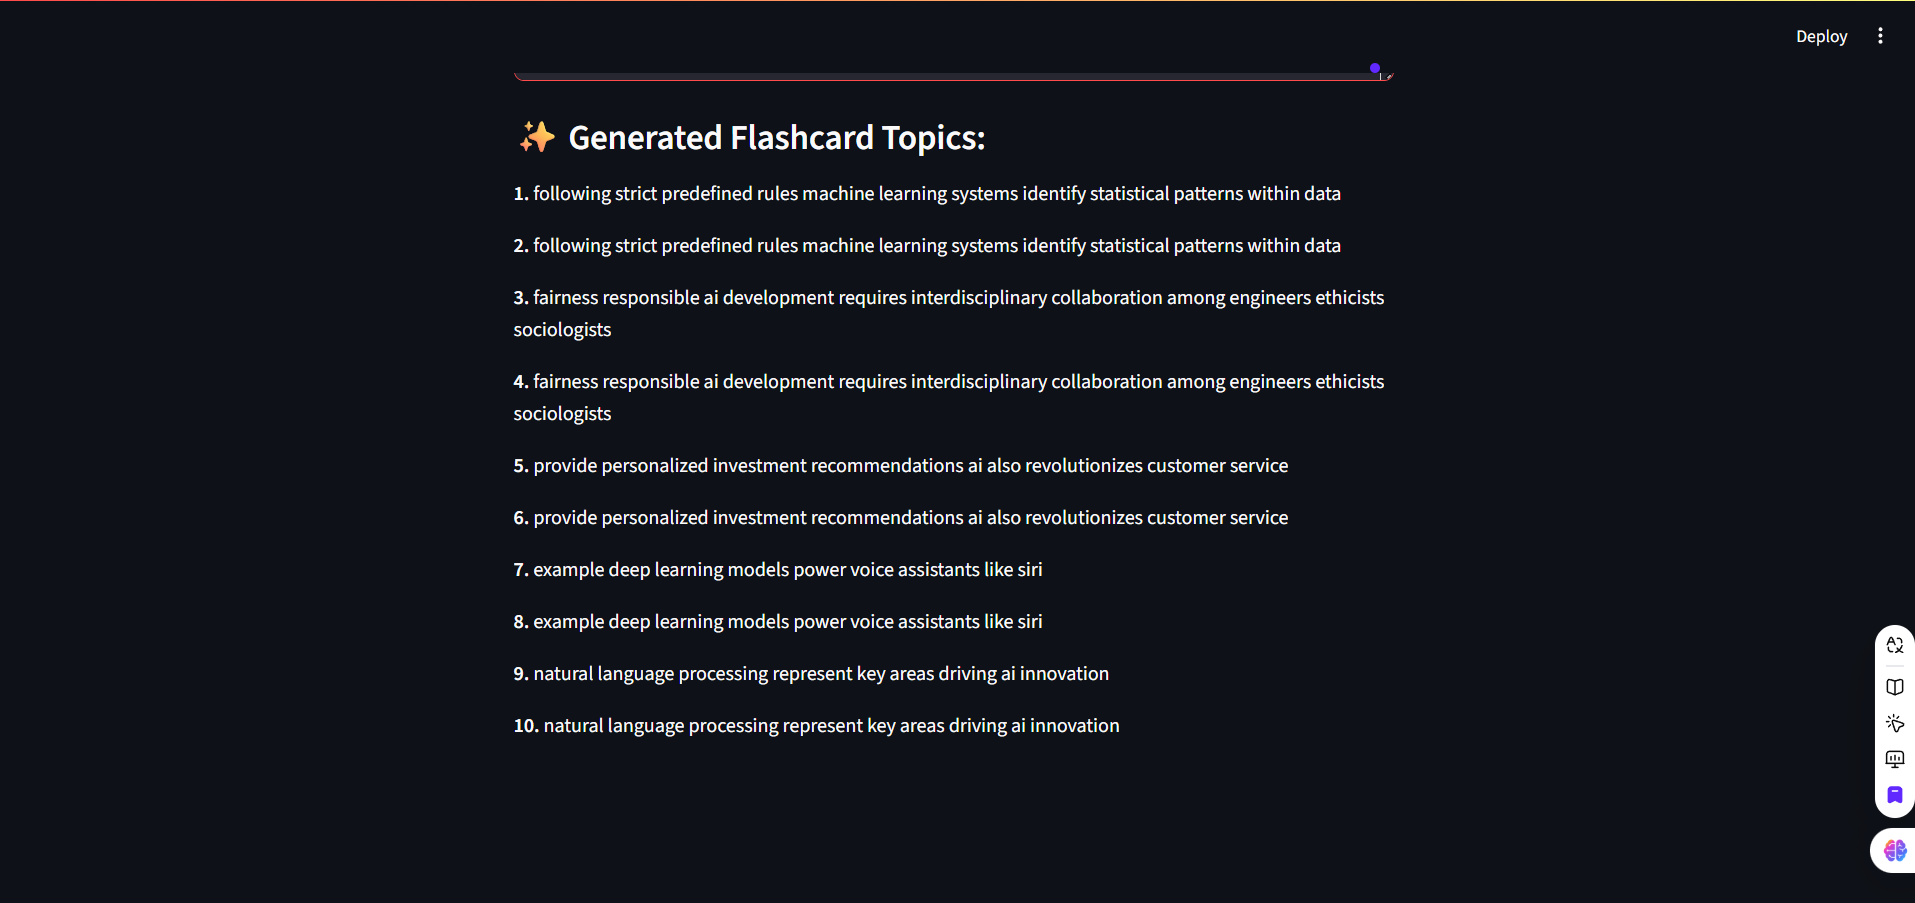 Deploy
✨ Generated Flashcard Topics:
1. following strict predefined rules machine learning systems identify statistical patterns within data
2. following strict predefined rules machine learning systems identify statistical patterns within data
3. fairness responsible ai development requires interdisciplinary collaboration among engineers ethicists
sociologists
4. fairness responsible ai development requires interdisciplinary collaboration among engineers ethicists
sociologists
5. provide personalized investment recommendations ai also revolutionizes customer service
6. provide personalized investment recommendations ai also revolutionizes customer service
7. example deep learning models power voice assistants like siri
8. example deep learning models power voice assistants like siri
9. natural language processing represent key areas driving ai innovation
10. natural language processing represent key areas driving ai innovation